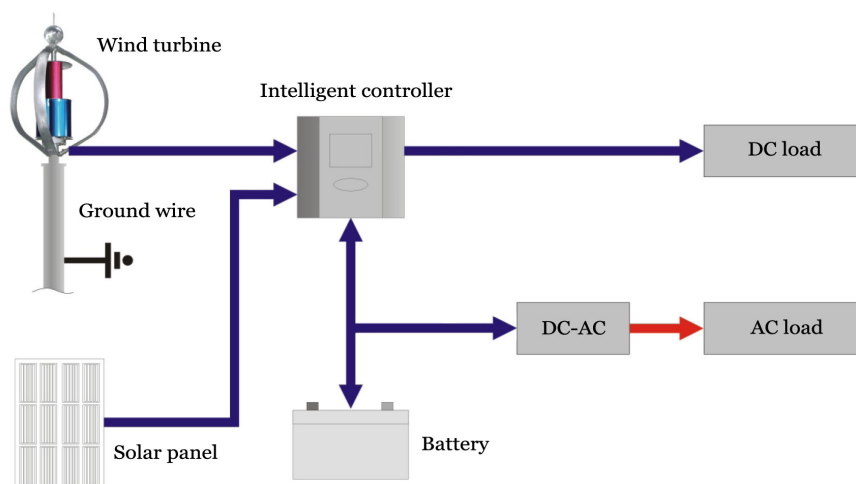 Wind turbine
Intelligent controller
DC load
Ground wire
DC-AC
AC load
Solar panel
Battery